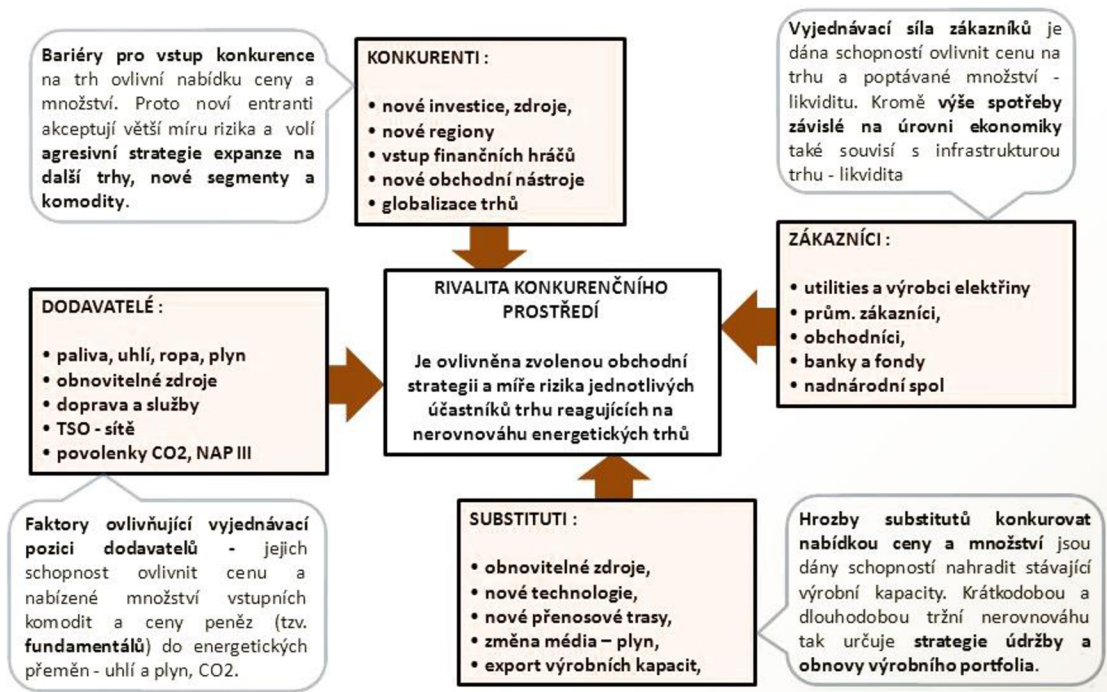 Bariéry pro vstup konkurence
na trh ovlivní nabídku ceny a
množství. Proto noví entranti
akceptují větší míru rizika a volí
agresivní strategie expanze na
další trhy, nové segmenty a
komodity.
KONKURENTI :
• nové investice, zdroje,
• nové regiony
• vstup finančních hráčů
• nové obchodní nástroje
• globalizace trhů
Vyjednávací síla zákazníků je
dána schopností ovlivnit cenu na
trhu a poptávané množství -
likviditu. Kromě výše spotřeby
závislé na úrovni ekonomiky
také souvisí s infrastrukturou
trhu - likvidita
DODAVATELÉ :
• paliva, uhlí, ropa, plyn
• obnovitelné zdroje
• doprava a služby
• TSO - sítě
• povolenky CO2, NAP III
RIVALITA KONKURENČNÍHO
PROSTŘEDÍ
Je ovlivněna zvolenou obchodní
strategii a míře rizika jednotlivých
účastníků trhu reagujících na
nerovnováhu energetických trhů
ZÁKAZNÍCI :
• utilities a výrobci elektřiny
• prům. zákazníci,
• obchodníci,
• banky a fondy
• nadnárodní spol
Faktory ovlivňující vyjednávací
pozici dodavatelů - jejich
schopnost ovlivnit cenu a
nabízené množství vstupních
komodit a ceny peněz (tzv.
fundamentálů) do energetických
přeměn - uhlí a plyn, CO2.
SUBSTITUTI :
• obnovitelné zdroje,
• nové technologie,
• nové přenosové trasy,
• změna média – plyn,
• export výrobních kapacit,
Hrozby substitutů konkurovat
nabídkou ceny a množství jsou
dány schopností nahradit stávající
výrobní kapacity. Krátkodobou a
dlouhodobou tržní nerovnováhu
tak určuje strategie údržby a
obnovy výrobního portfolia.